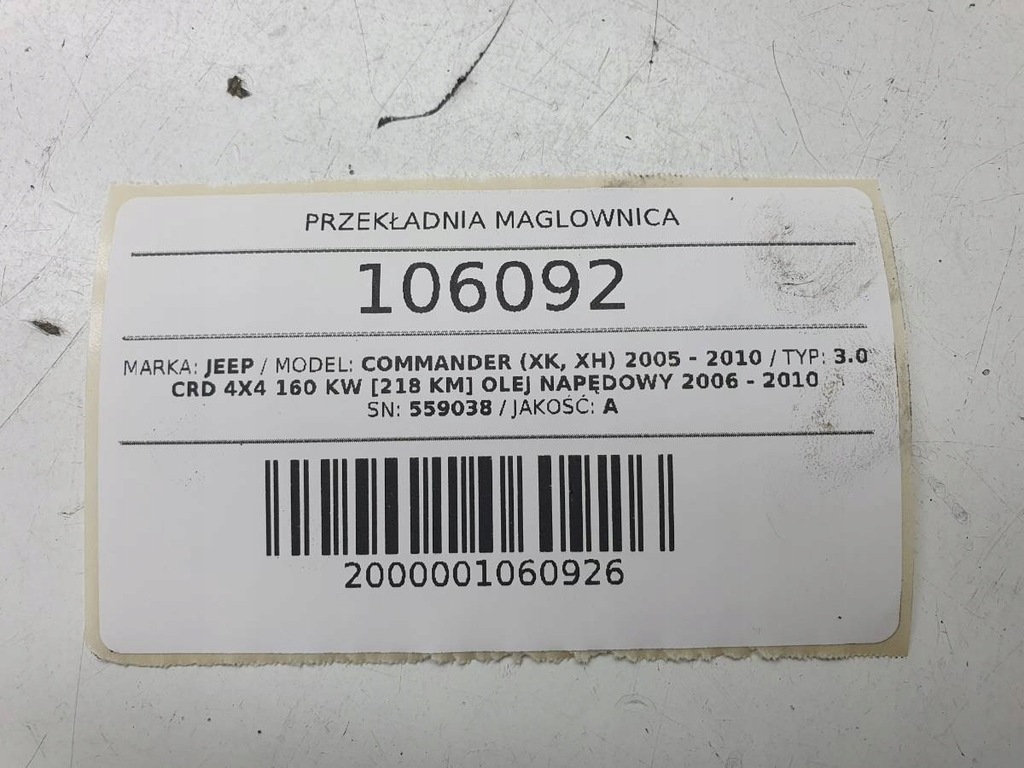 PRZEKŁADNIA MAGLOWNICA
106092
MARKA: JEEP / MODEL: COMMANDER (XK, XH) 2005 - 2010 / TYP: 3.0
CRD 4X4 160 KW [218 KM] OLEJ NAPĘDOWY 2006 - 2010
SN: 559038 / JAKOŚĆ: A
2000001060926